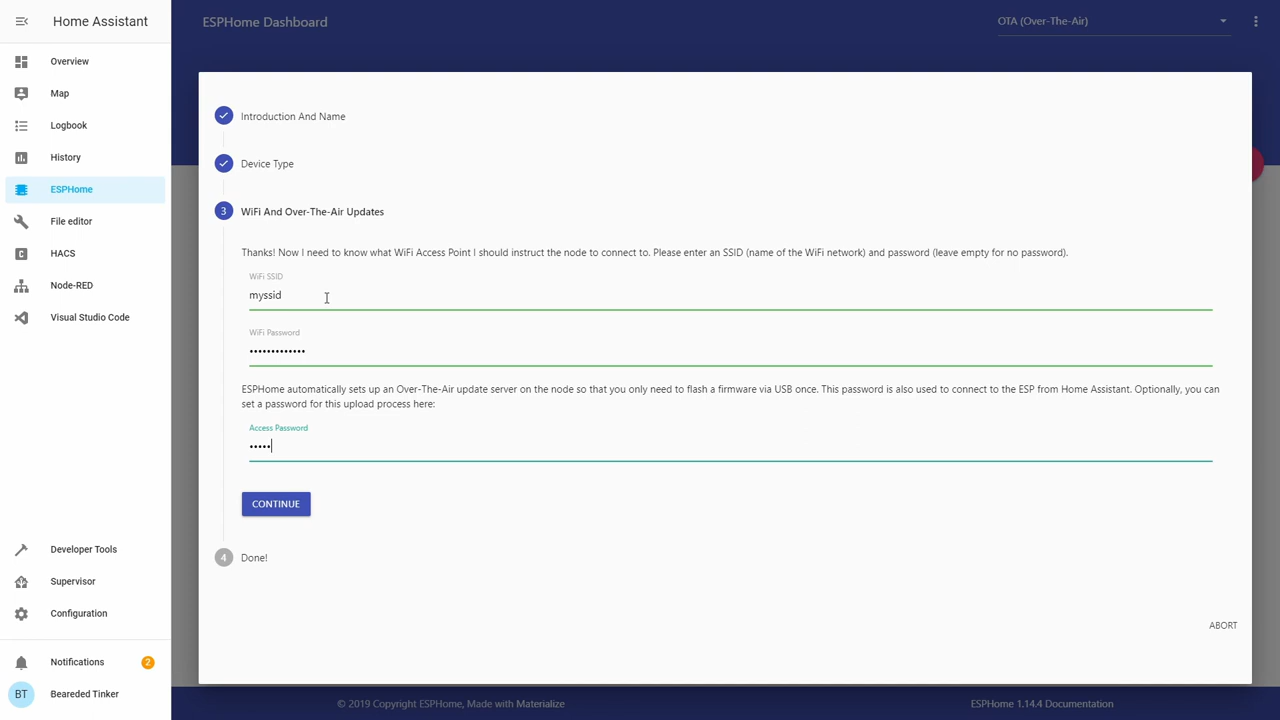 Home Assistant
ESPHome Dashboard
OTA (Over-The-Air)
Overview
Map
Logbook
History
ESPHome
File editor
HACS
Node-RED
Visual Studio Code
Developer Tools
Supervisor
Configuration
Notifications
2
BT
Beareded Tinker
Introduction And Name
Device Type
3
WiFi And Over-The-Air Updates
Thanks! Now I need to know what WiFi Access Point I should instruct the node to connect to. Please enter an SSID (name of the WiFi network) and password (leave empty for no password).
WiFi SSID
myssid
WiFi Password
•••••••••••••
ESPHome automatically sets up an Over-The-Air update server on the node so that you only need to flash a firmware via USB once. This password is also used to connect to the ESP from Home Assistant. Optionally, you can
set a password for this upload process here:
Access Password
•••••
CONTINUE
4
Done!
ABORT
© 2019 Copyright ESPHome, Made with Materialize
ESPHome 1.14.4 Documentation